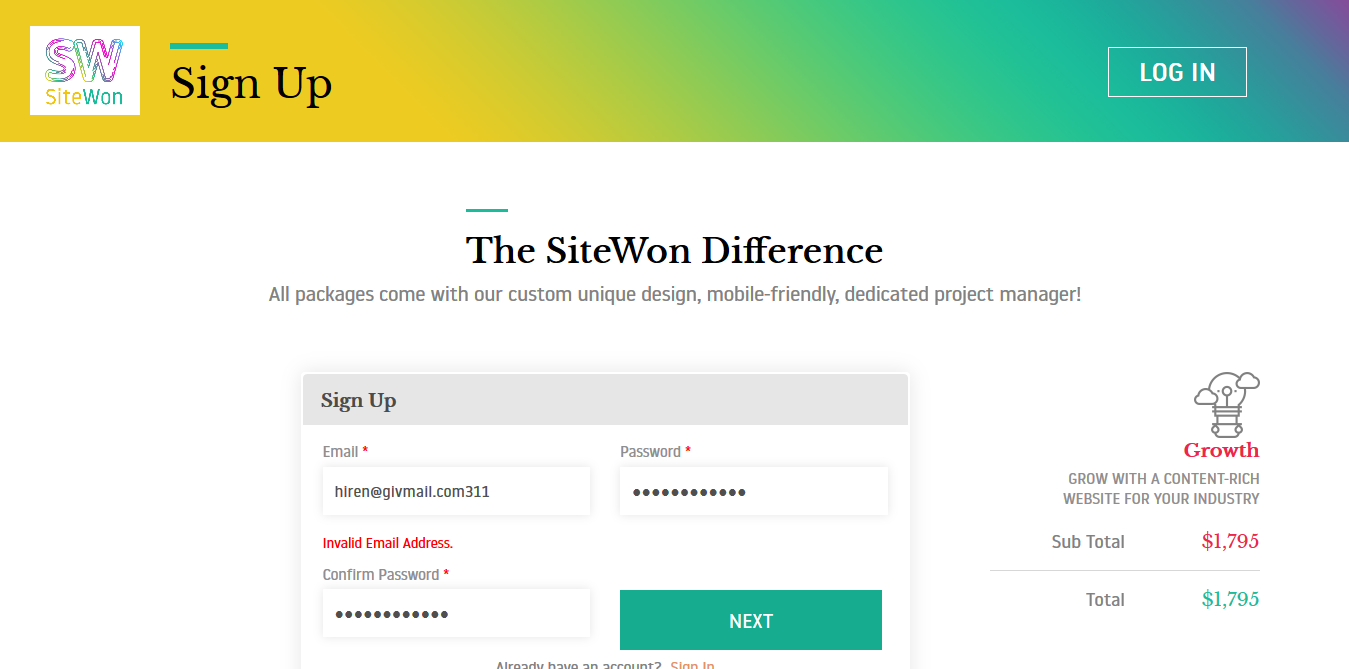 SW
SiteWon
Sign Up
LOG IN
The SiteWon Difference
All packages come with our custom unique design, mobile-friendly, dedicated project manager!
Sign Up
Email *
Password *
hiren@givmail.com311
••••••••••••
Invalid Email Address.
Confirm Password *
••••••••••••
NEXT
Already have an account? Sign In
Growth
GROW WITH A CONTENT-RICH
WEBSITE FOR YOUR INDUSTRY
Sub Total $1,795
Total $1,795